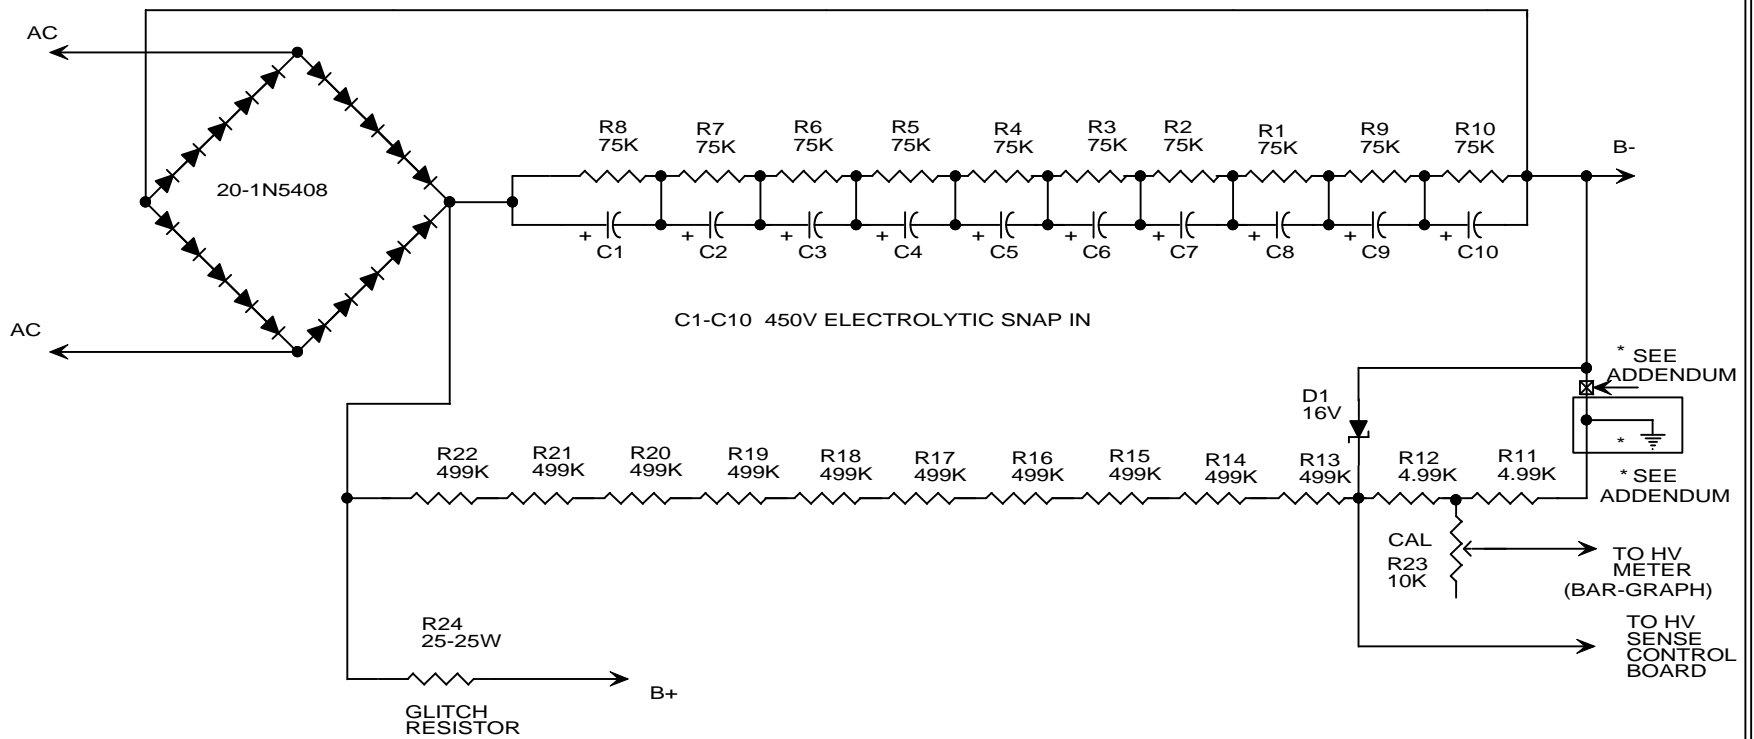 AC
20-1N5408
AC
R8
75K
R7
75K
R6
75K
R5
75K
R4
75K
R3
75K
R2
75K
R1
75K
R9
75K
R10
75K
B-
+
C1
+
C2
+
C3
+
C4
+
C5
+
C6
+
C7
+
C8
+
C9
+
C10
C1-C10 450V ELECTROLYTIC SNAP IN
* SEE
ADDENDUM
D1
16V
*
* SEE
ADDENDUM
R22
499K
R21
499K
R20
499K
R19
499K
R18
499K
R17
499K
R16
499K
R15
499K
R14
499K
R13
499K
R12
4.99K
R11
4.99K
CAL
R23
10K
TO HV
METER
(BAR-GRAPH)
TO HV
SENSE
CONTROL
BOARD
R24
25-25W
B+
GLITCH
RESISTOR